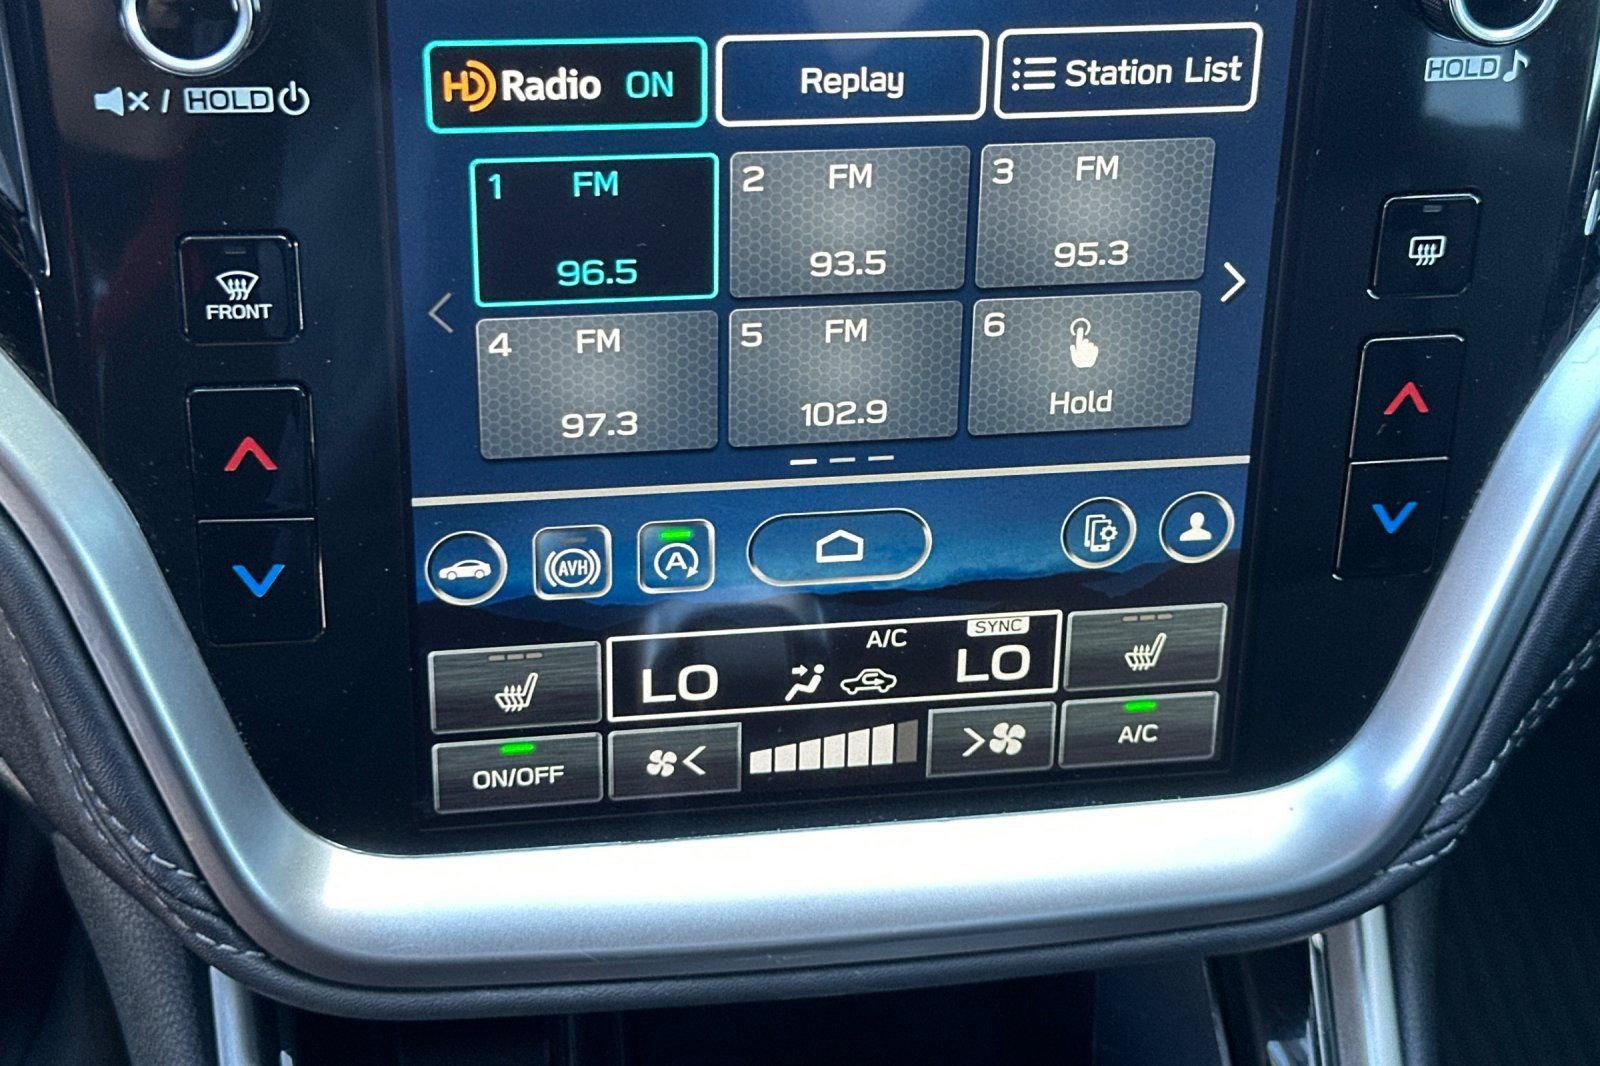 HD Radio ON
Replay
Station List
/ HOLD
HOLD
1 FM
96.5
2 FM
93.5
3 FM
95.3
4 FM
97.3
5 FM
102.9
6
Hold
FRONT
AVH
A
A/C
SYNC
LO
LO
ON/OFF
A/C